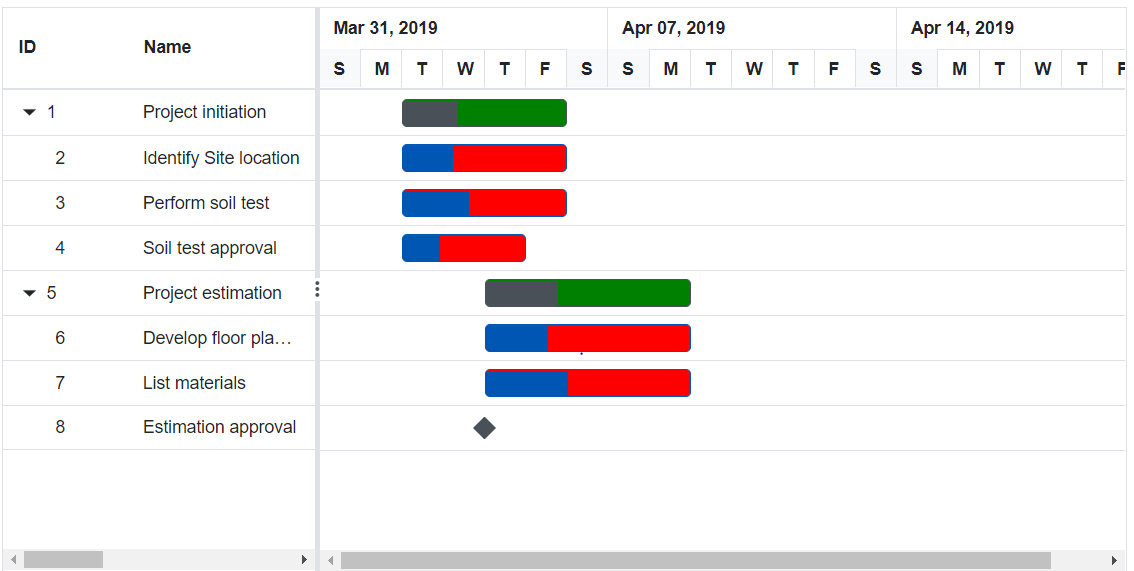 ID Name Mar 31, 2019 Apr 07, 2019 Apr 14, 2019
S M T W T F S S M T W T F S S M T W T F
1 Project initiation
2 Identify Site location
3 Perform soil test
4 Soil test approval
5 Project estimation
6 Develop floor pla…
7 List materials
8 Estimation approval